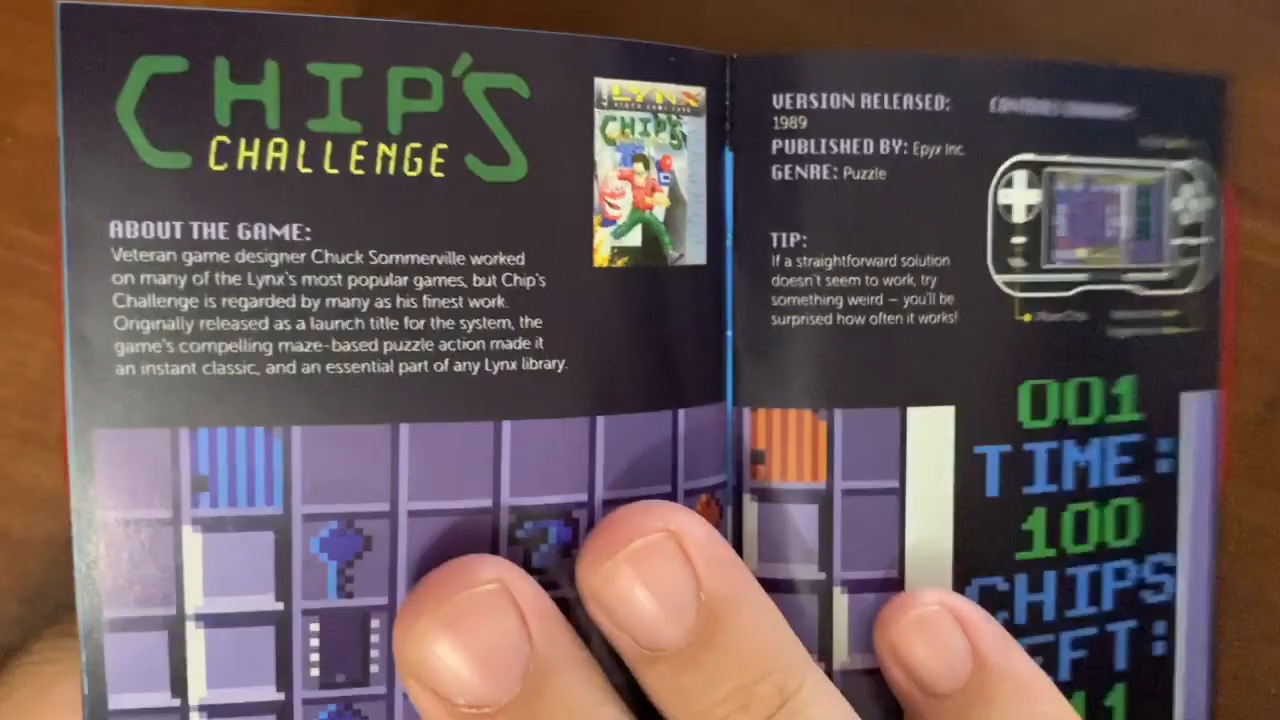 CHIP'S
CHALLENGE
ABOUT THE GAME:
Veteran game designer Chuck Sommerville worked
on many of the Lynx's most popular games, but Chip's
Challenge is regarded by many as his finest work.
Originally released as a launch title for the system, the
game's compelling maze-based puzzle action made it
an instant classic, and an essential part of any Lynx library.
LYNX
CHIP'S
VERSION RELEASED:
1989
PUBLISHED BY: Epyx Inc.
GENRE: Puzzle
TIP:
If a straightforward solution
doesn't seem to work, try
something weird – you'll be
surprised how often it works!
001
TIME:
100
CHIPS